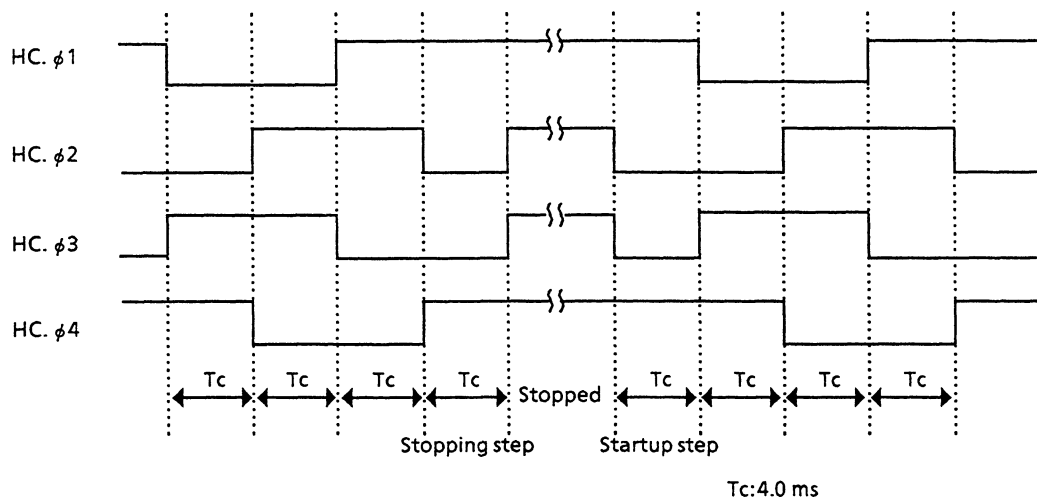 HC. ϕ1
HC. ϕ2
HC. ϕ3
HC. ϕ4
Tc Tc Tc Tc Stopped Tc Tc Tc Tc
Stopping step Startup step
Tc:4.0 ms